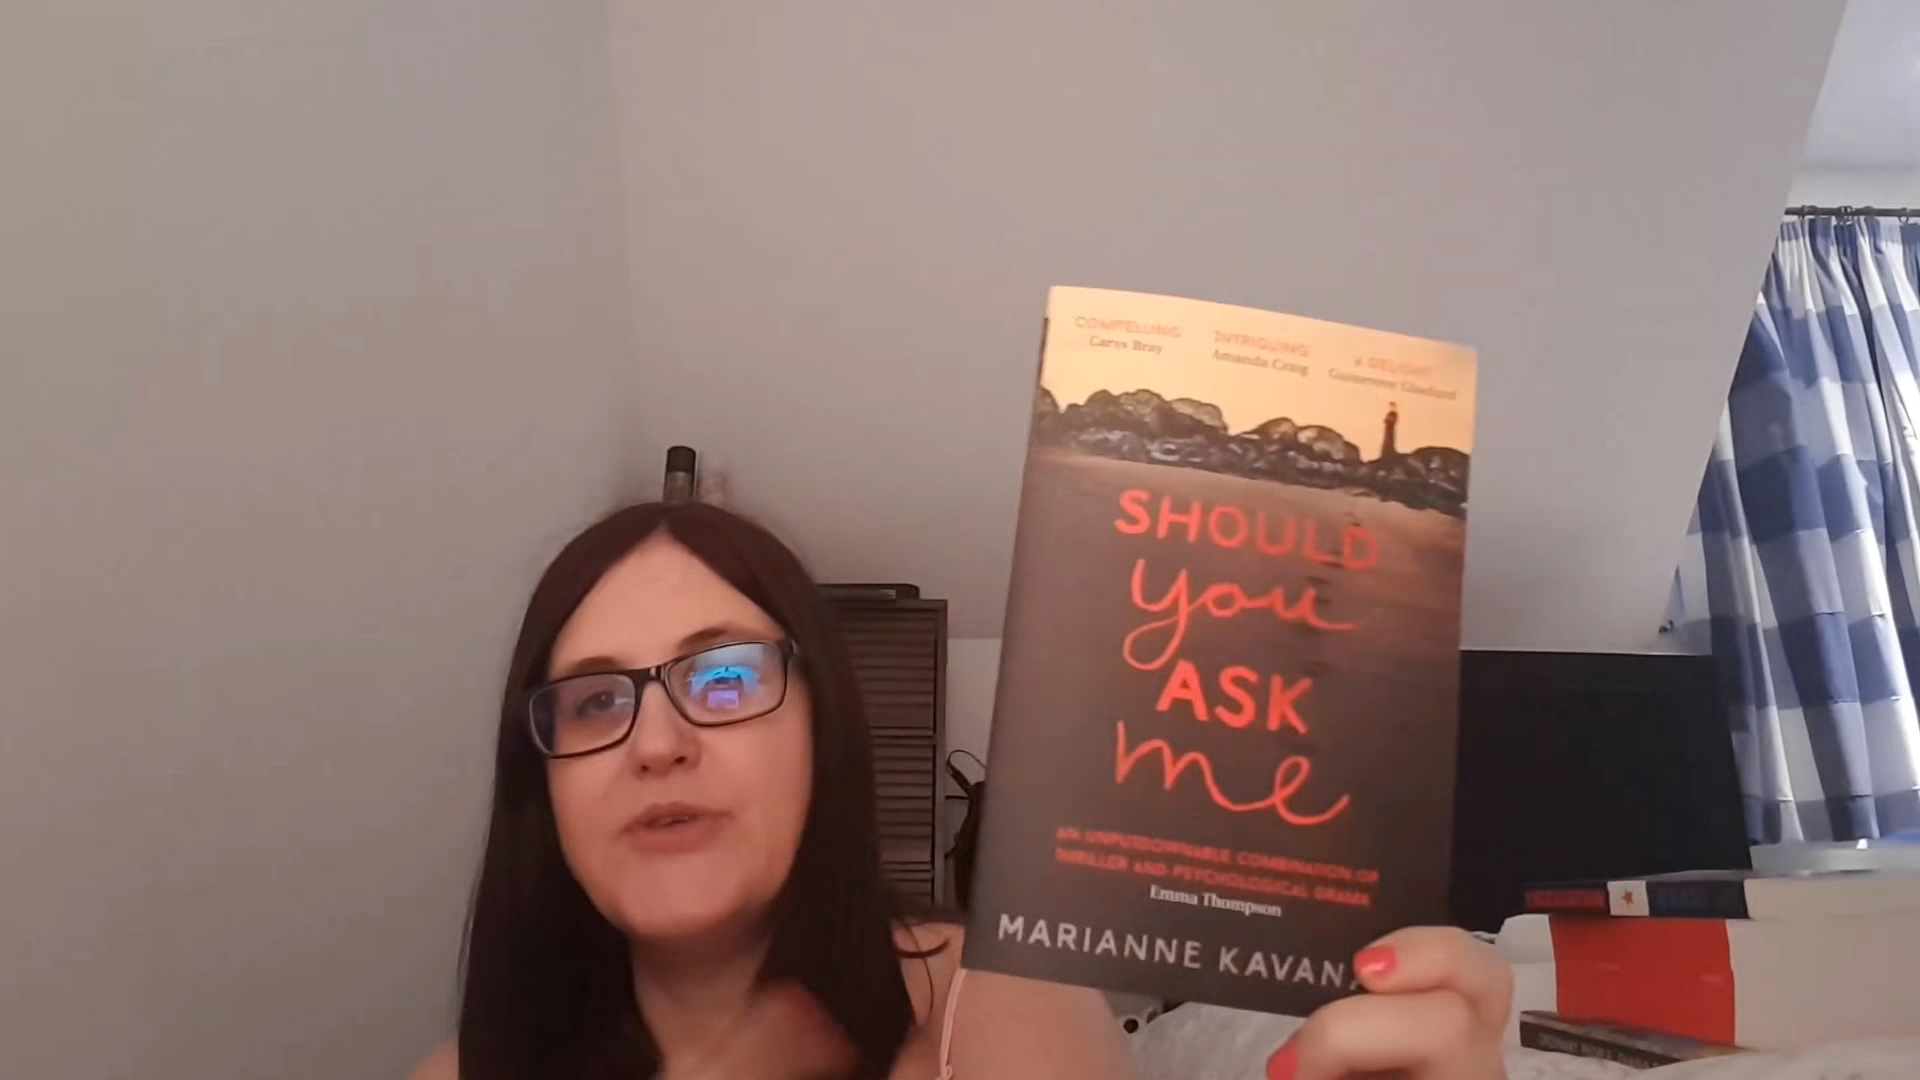 COMPELLING
Carys Bray
INTRIGUING
Amanda Craig
A DELIGHT
SHOULD
you
ASK
me
AN UNPUTDOWNABLE COMBINATION OF
THRILLER AND PSYCHOLOGICAL DRAMA
Emma Thompson
MARIANNE KAVANA